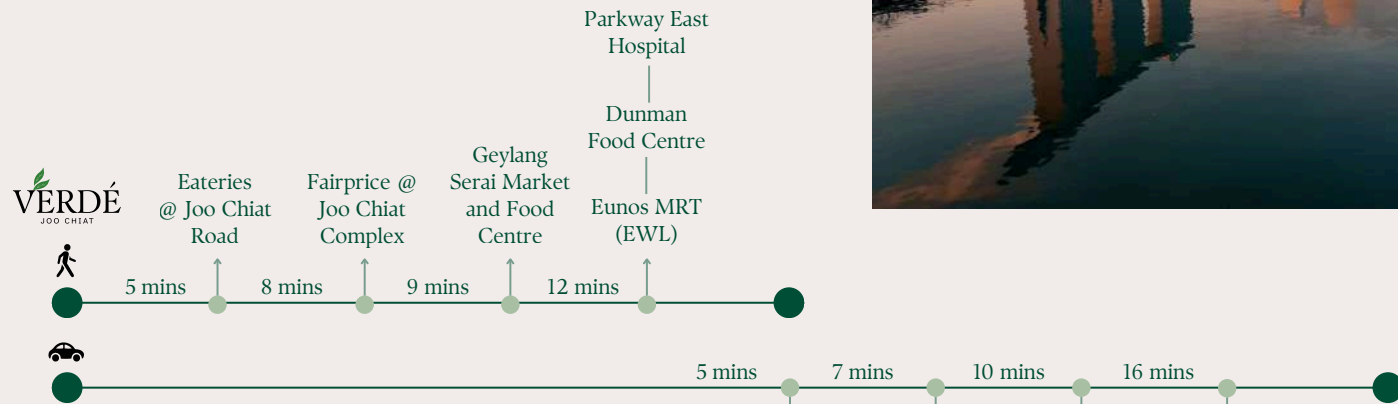 Parkway East
Hospital
Dunman
Food Centre
Eunos MRT
(EWL)
Geylang
Serai Market
and Food
Centre
Fairprice @
Joo Chiat
Complex
Eateries
@ Joo Chiat
Road
VERDÉ
JOO CHIAT
5 mins
8 mins
9 mins
12 mins
5 mins
7 mins
10 mins
16 mins